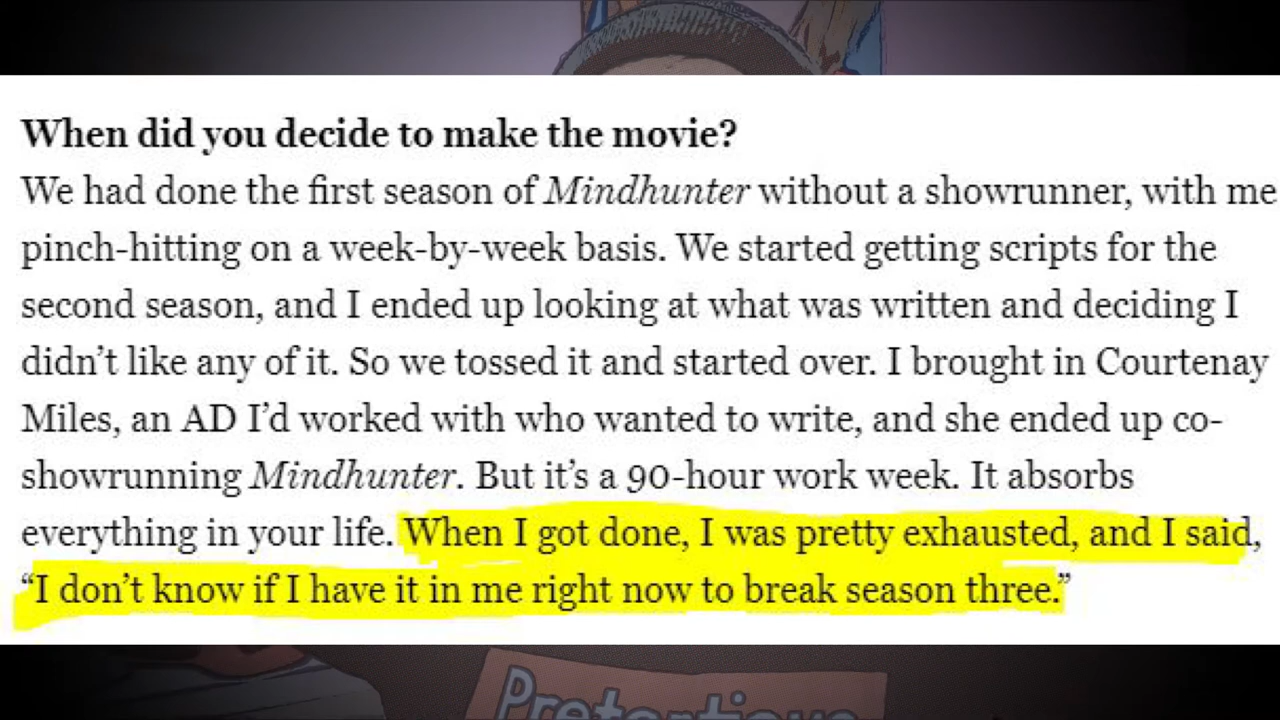 When did you decide to make the movie?
We had done the first season of Mindhunter without a showrunner, with me
pinch-hitting on a week-by-week basis. We started getting scripts for the
second season, and I ended up looking at what was written and deciding I
didn’t like any of it. So we tossed it and started over. I brought in Courtenay
Miles, an AD I’d worked with who wanted to write, and she ended up co-
showrunning Mindhunter. But it’s a 90-hour work week. It absorbs
everything in your life. When I got done, I was pretty exhausted, and I said,
“I don’t know if I have it in me right now to break season three.”
Pretentious